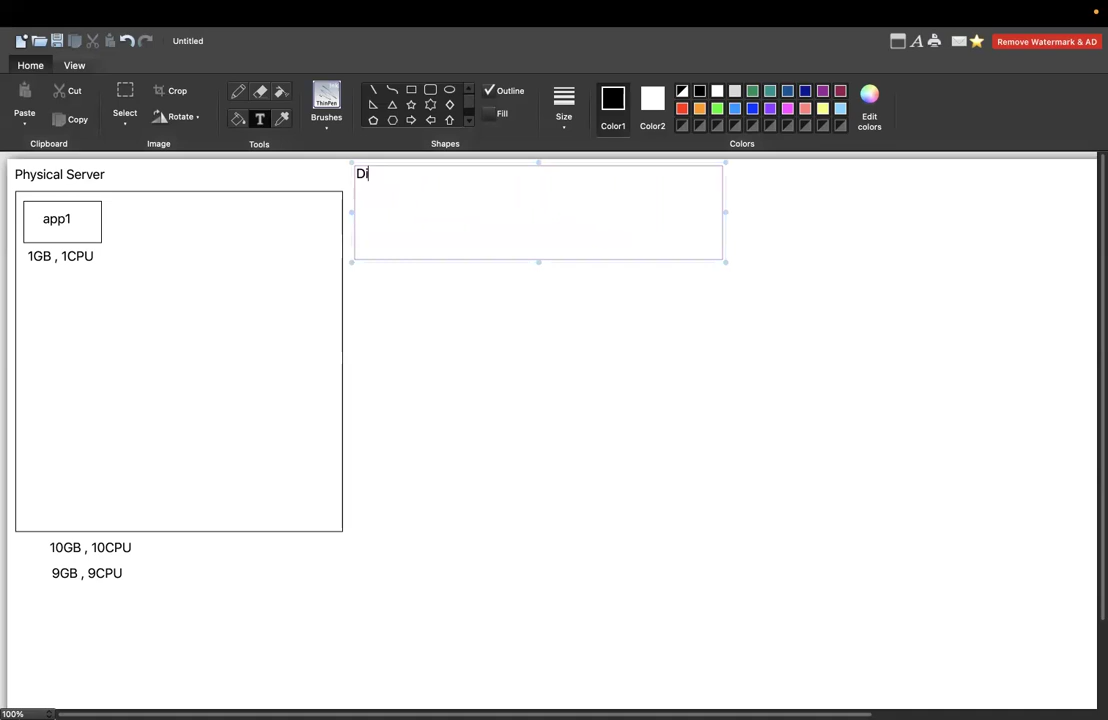 Untitled
Remove Watermark & AD
Home
View
Paste
Cut
Copy
Clipboard
Select
Crop
Rotate
Image
T
Tools
ThinPen
Brushes
Outline
Fill
Shapes
Size
Color1
Color2
Edit
colors
Colors
Physical Server
app1
1GB , 1CPU
10GB , 10CPU
9GB , 9CPU
Di
100%